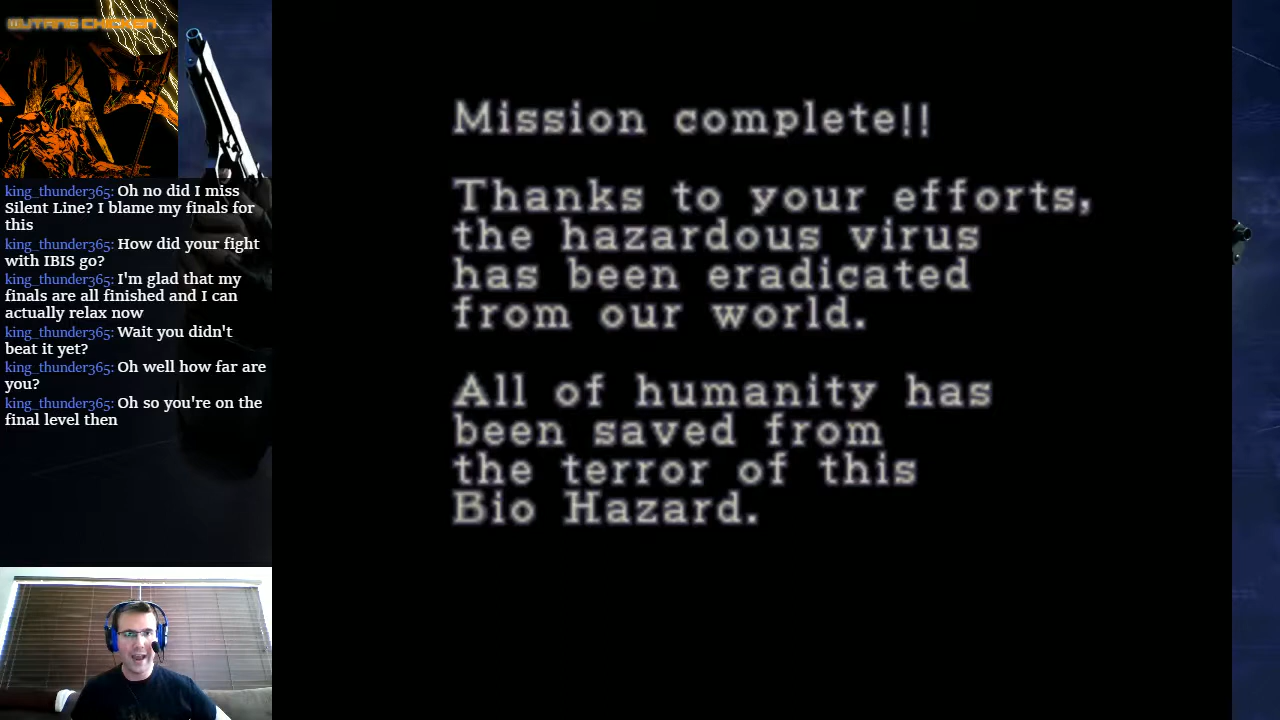 WUTANG CHICKEN
king_thunder365: Oh no did I miss
Silent Line? I blame my finals for
this
king_thunder365: How did your fight
with IBIS go?
king_thunder365: I'm glad that my
finals are all finished and I can
actually relax now
king_thunder365: Wait you didn't
beat it yet?
king_thunder365: Oh well how far are
you?
king_thunder365: Oh so you're on the
final level then
Mission complete!!
Thanks to your efforts,
the hazardous virus
has been eradicated
from our world.
All of humanity has
been saved from
the terror of this
Bio Hazard.